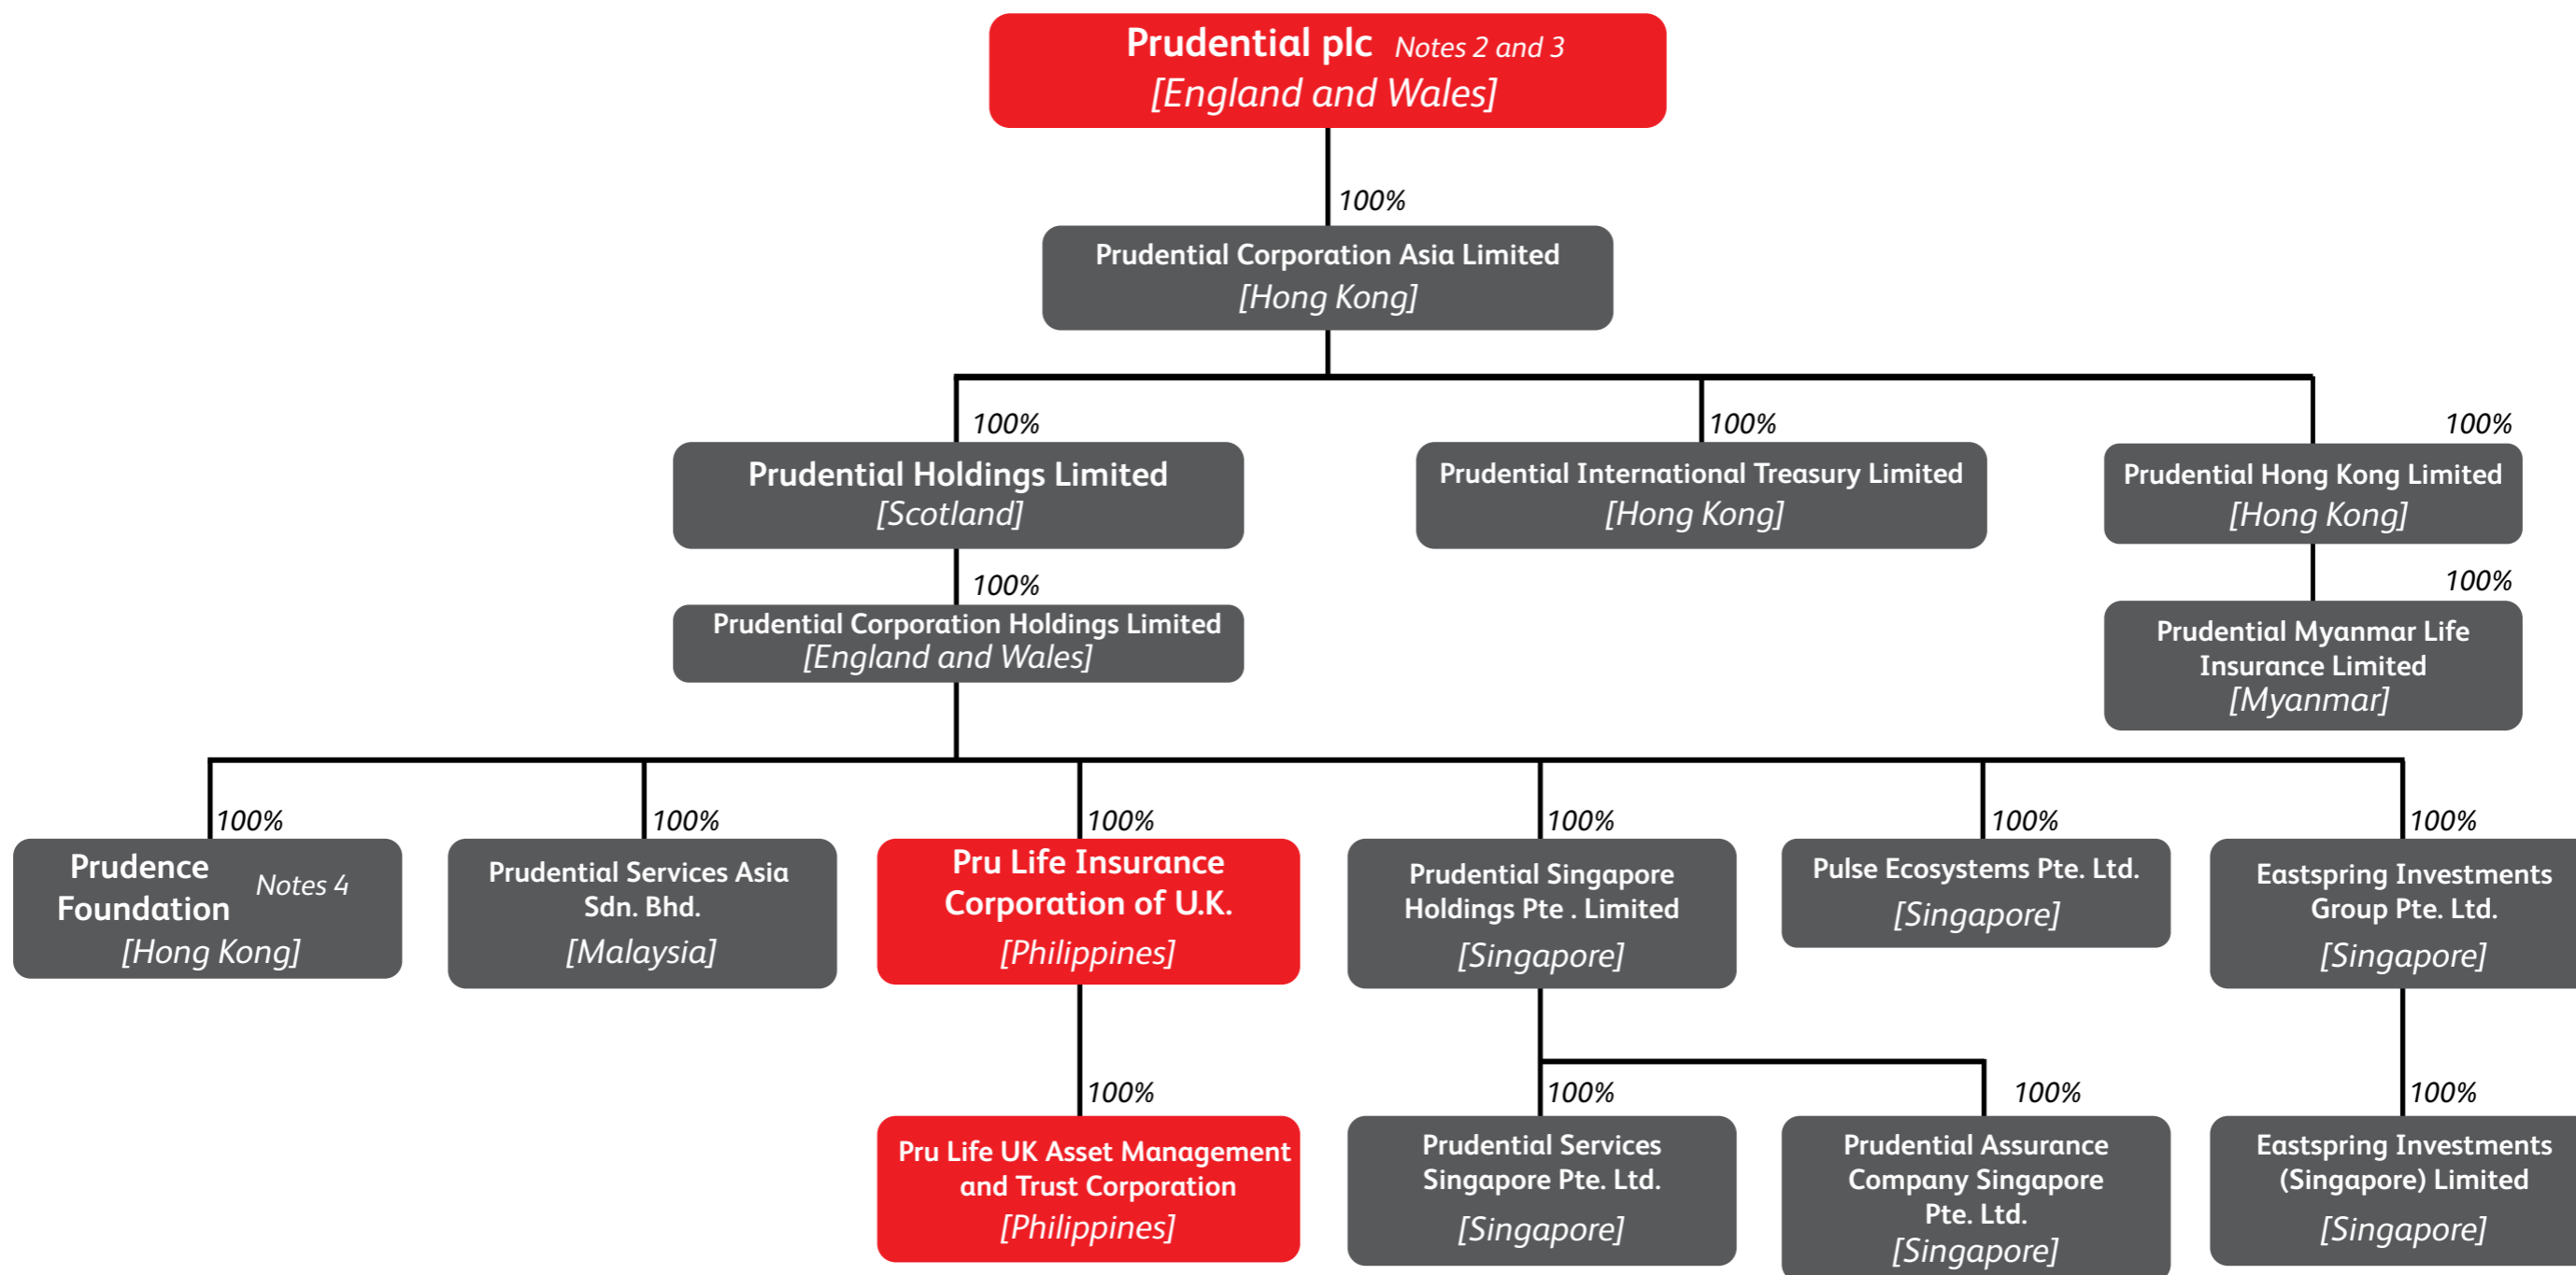 Prudential plc Notes 2 and 3
[England and Wales]
100%
Prudential Corporation Asia Limited
[Hong Kong]
100%
Prudential Holdings Limited
[Scotland]
100%
Prudential International Treasury Limited
[Hong Kong]
100%
Prudential Hong Kong Limited
[Hong Kong]
100%
Prudential Corporation Holdings Limited
[England and Wales]
100%
Prudential Myanmar Life
Insurance Limited
[Myanmar]
100%
Prudence
Foundation
Notes 4
[Hong Kong]
100%
Prudential Services Asia
Sdn. Bhd.
[Malaysia]
100%
Pru Life Insurance
Corporation of U.K.
[Philippines]
100%
Prudential Singapore
Holdings Pte . Limited
[Singapore]
100%
Pulse Ecosystems Pte. Ltd.
[Singapore]
100%
Eastspring Investments
Group Pte. Ltd.
[Singapore]
100%
Pru Life UK Asset Management
and Trust Corporation
[Philippines]
100%
Prudential Services
Singapore Pte. Ltd.
[Singapore]
100%
Prudential Assurance
Company Singapore
Pte. Ltd.
[Singapore]
100%
Eastspring Investments
(Singapore) Limited
[Singapore]